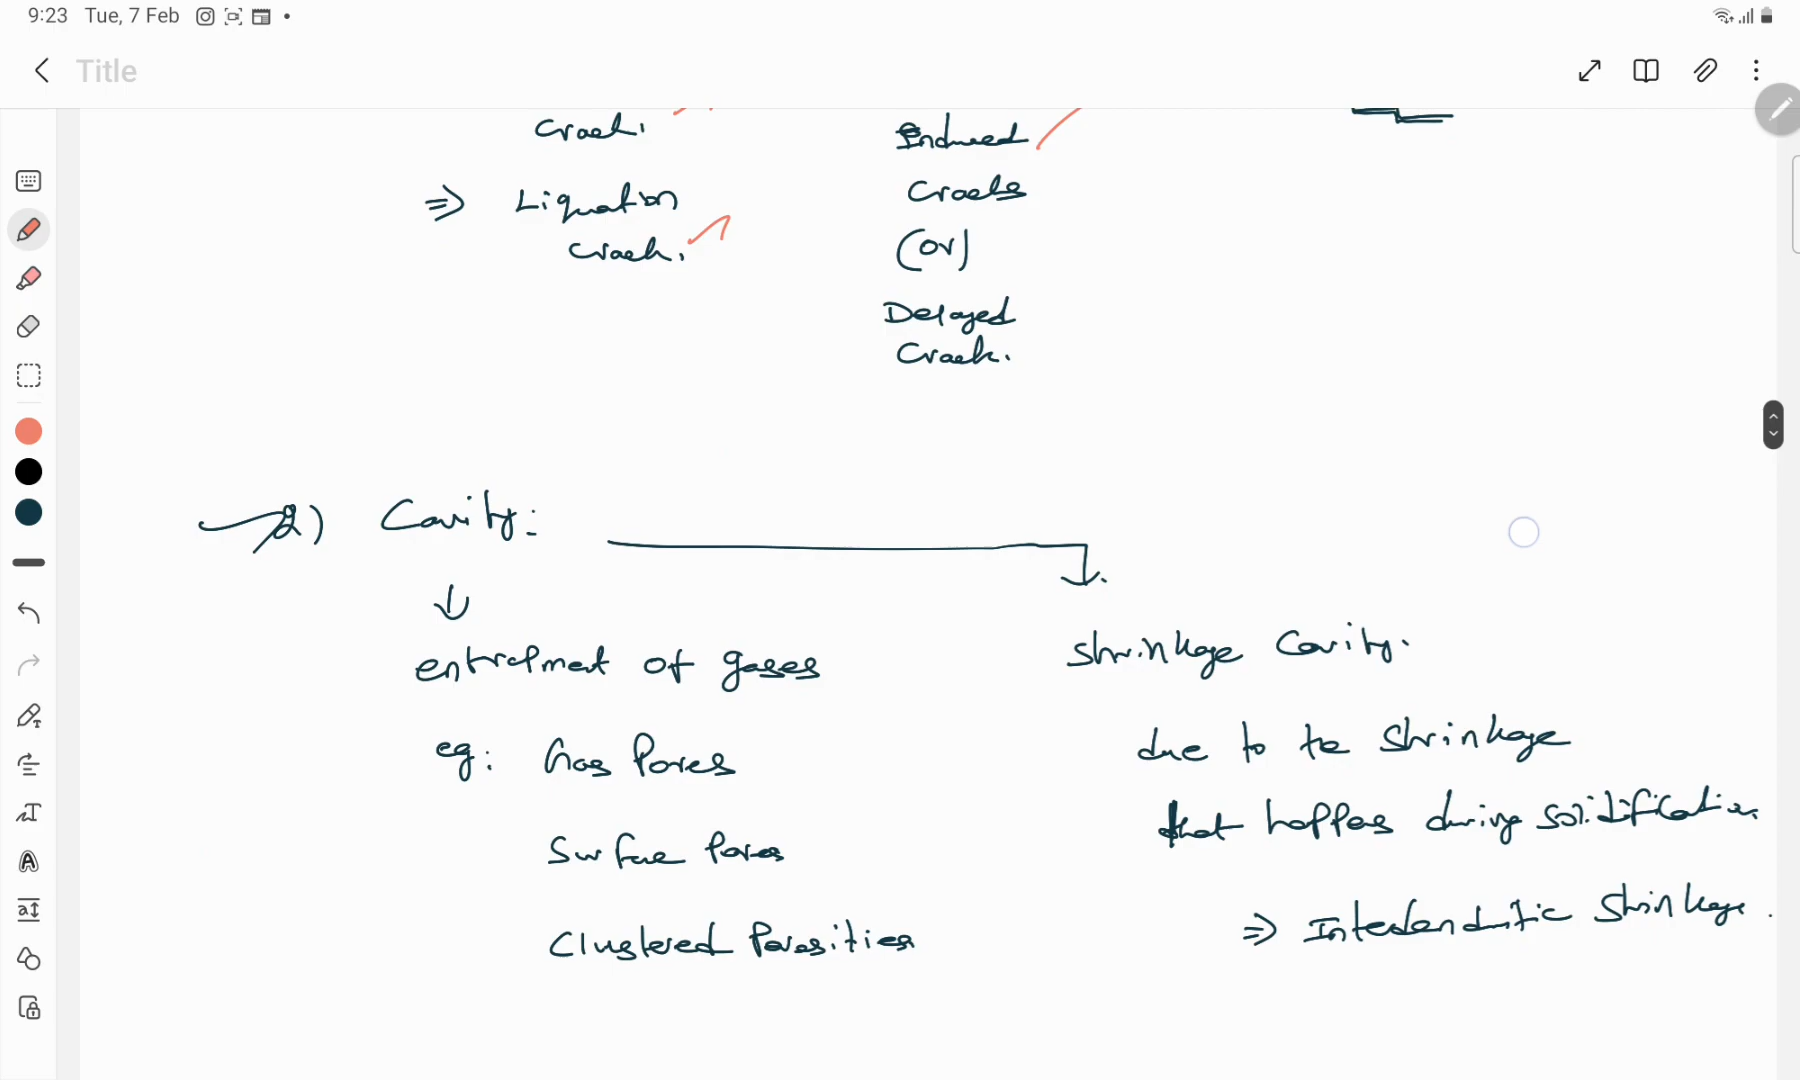 9:23 Tue, 7 Feb
Title
Crack.
⇒ Liquation
Crack.
Induced
Cracks
(or)
Delayed
Crack.
2) Cavity:
entrapment of gases
eg: Gas Pores
Surface Pores
Clustered Porosities
Shrinkage Cavity.
due to the Shrinkage
that happens during solidification.
⇒ Interdendritic Shrinkage.